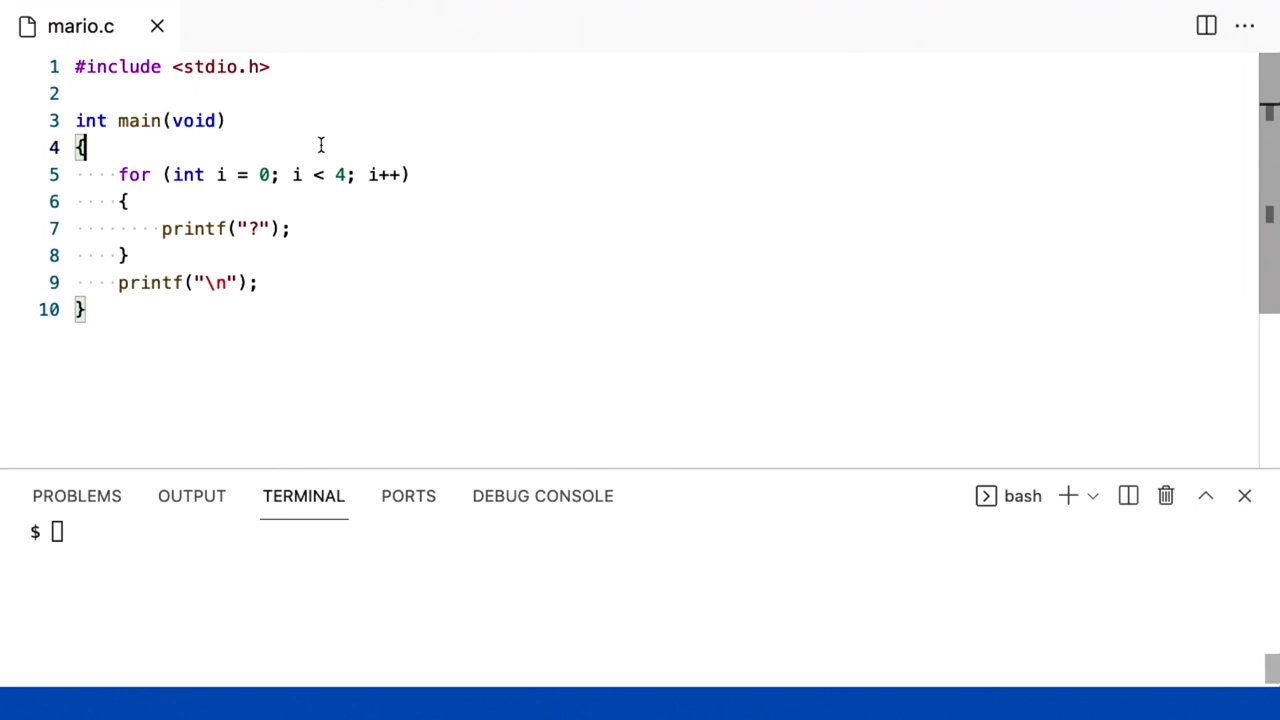 mario.c
1 #include <stdio.h>
2
3 int main(void)
4 {
5     for (int i = 0; i < 4; i++)
6     {
7         printf("?");
8     }
9     printf("\n");
10 }
PROBLEMS OUTPUT TERMINAL PORTS DEBUG CONSOLE bash
$